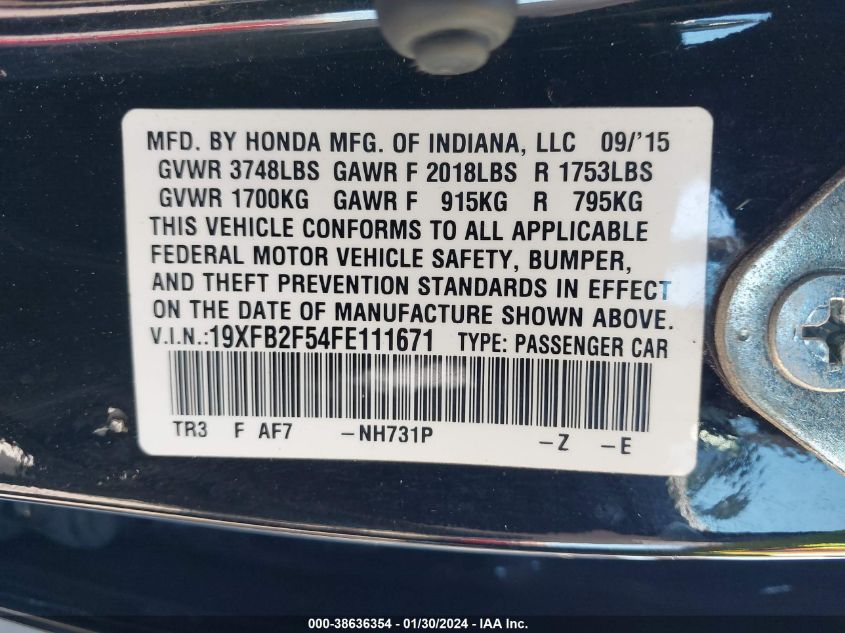 MFD. BY HONDA MFG. OF INDIANA, LLC 09/'15
GVWR 3748LBS GAWR F 2018LBS R 1753LBS
GVWR 1700KG GAWR F 915KG R 795KG
THIS VEHICLE CONFORMS TO ALL APPLICABLE
FEDERAL MOTOR VEHICLE SAFETY, BUMPER,
AND THEFT PREVENTION STANDARDS IN EFFECT
ON THE DATE OF MANUFACTURE SHOWN ABOVE.
V.I.N.:19XFB2F54FE111671 TYPE: PASSENGER CAR
TR3 F AF7 -NH731P -Z -E
000-38636354 - 01/30/2024 - IAA Inc.